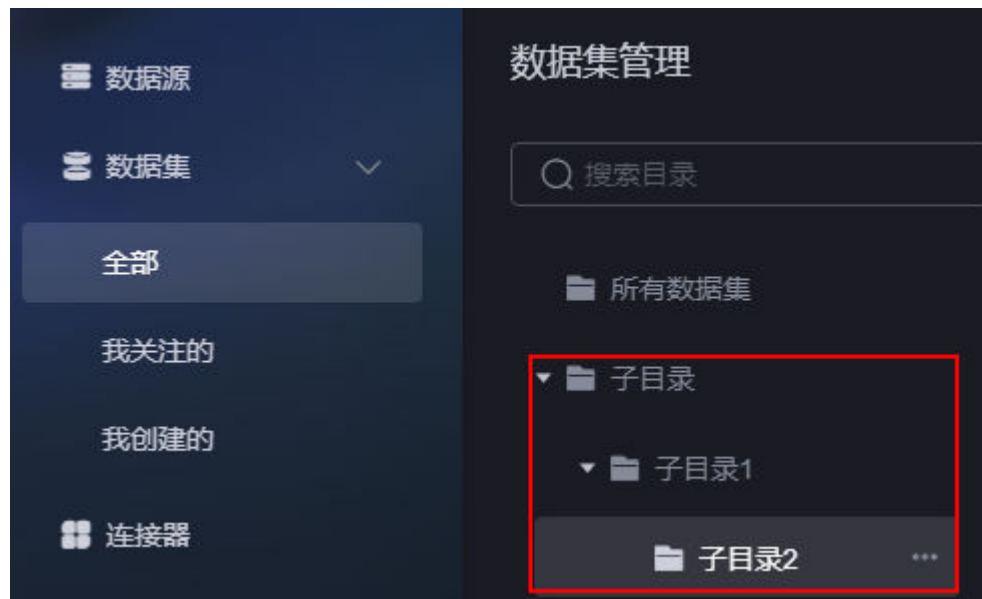 数据源
数据集
全部
我关注的
我创建的
连接器
数据集管理
搜索目录
所有数据集
子目录
子目录1
子目录2